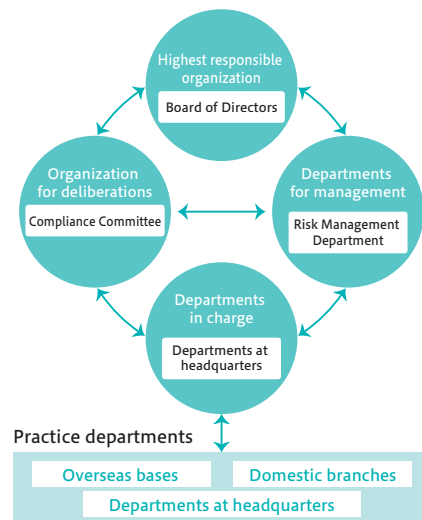 Highest responsible
organization
Board of Directors
Organization
for deliberations
Compliance Committee
Departments
for management
Risk Management
Department
Departments
in charge
Departments at
headquarters
Practice departments
Overseas bases
Domestic branches
Departments at headquarters